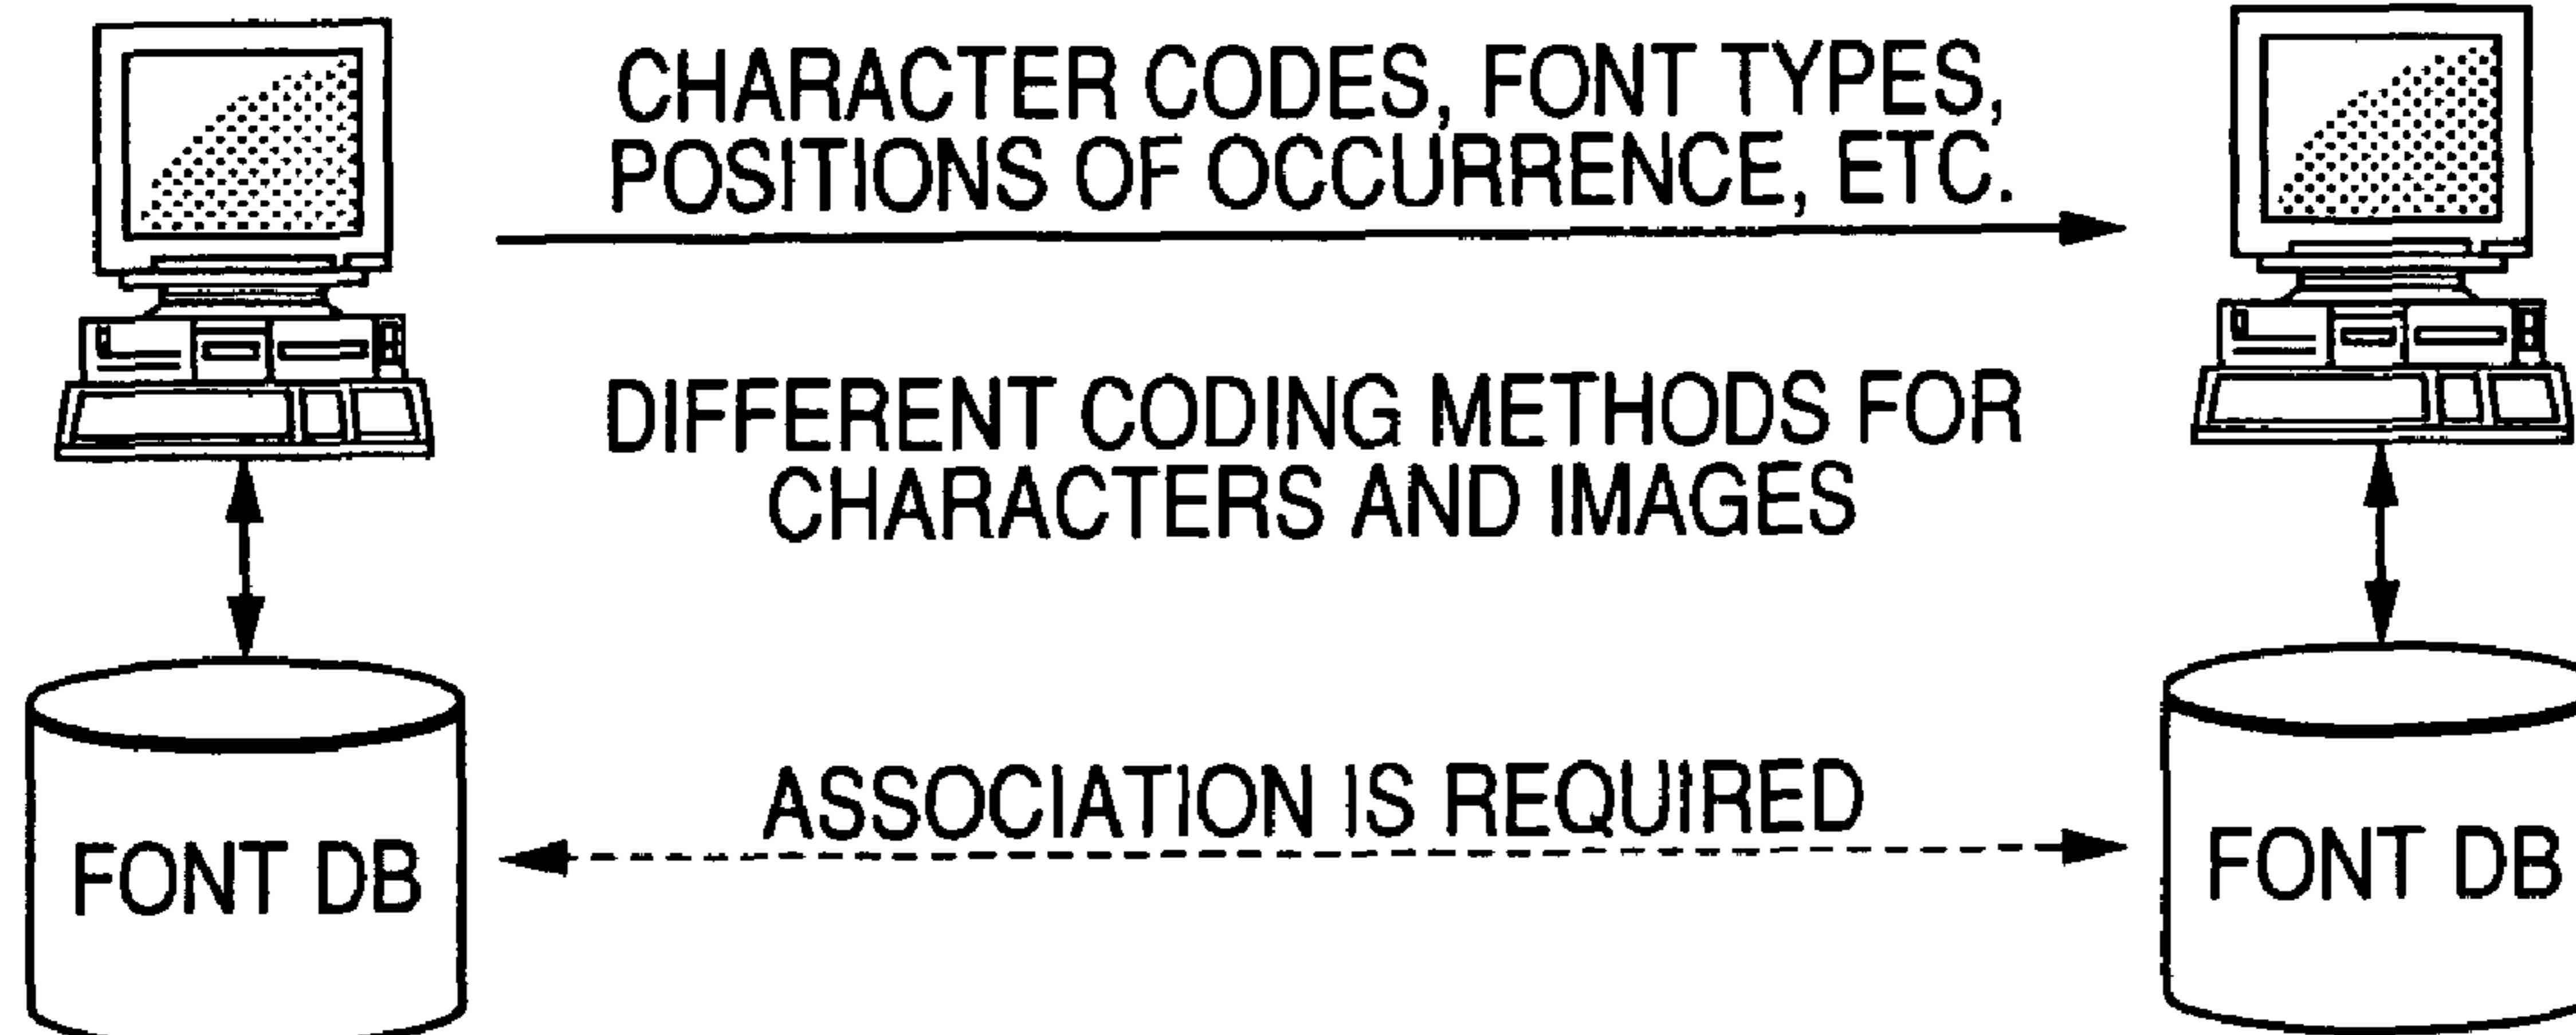 CHARACTER CODES, FONT TYPES,
POSITIONS OF OCCURRENCE, ETC.
DIFFERENT CODING METHODS FOR
CHARACTERS AND IMAGES
ASSOCIATION IS REQUIRED
FONT DB
FONT DB